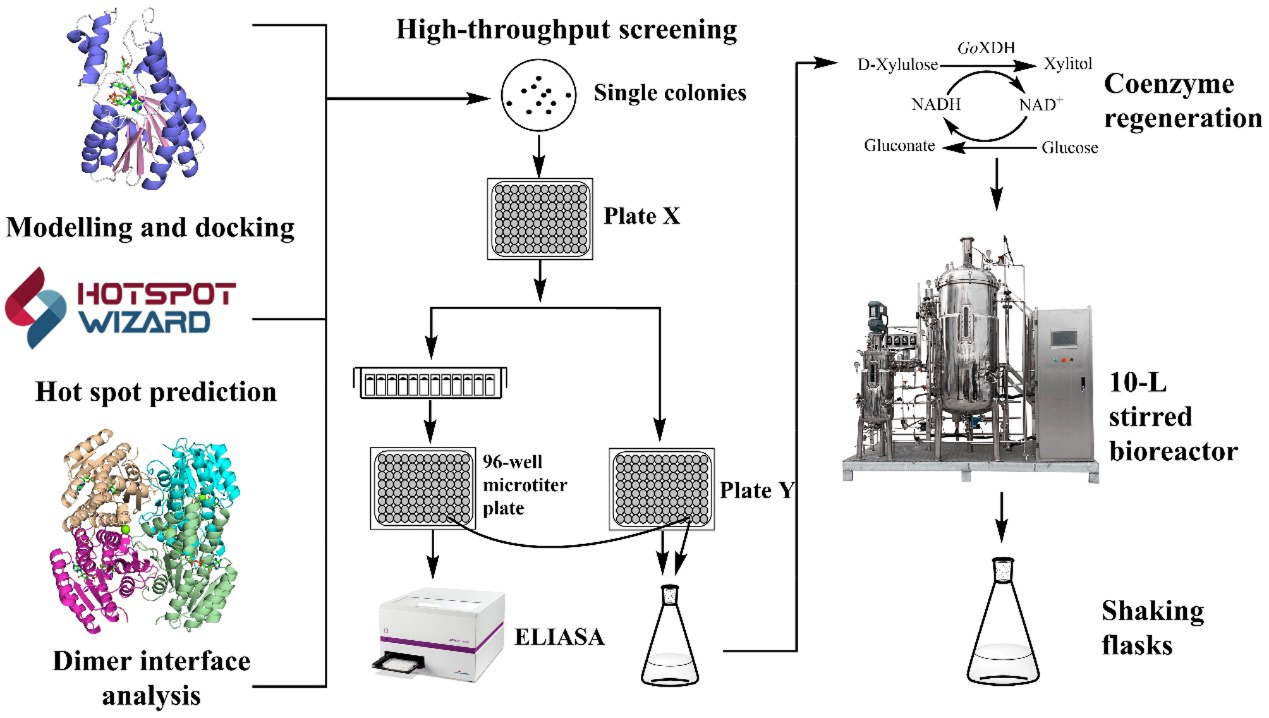 Modelling and docking
HOTSPOT
WIZARD
Hot spot prediction
Dimer interface
analysis
High-throughput screening
Single colonies
Plate X
96-well
microtiter
plate
Plate Y
ELIASA
GoXDH
D-Xylulose
Xylitol
NADH
NAD⁺
Gluconate
Glucose
Coenzyme
regeneration
10-L
stirred
bioreactor
Shaking
flasks